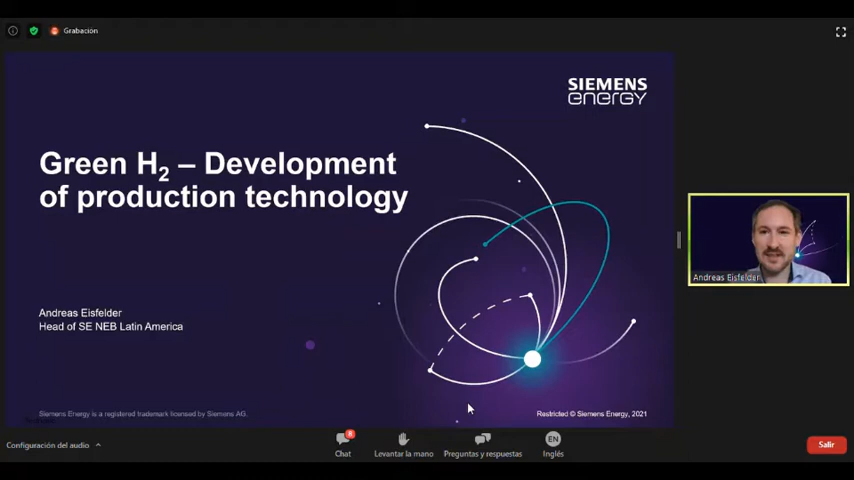 Grabación
SIEMENS
energy
Green H₂ – Development
of production technology
Andreas Eisfelder
Andreas Eisfelder
Head of SE NEB Latin America
Siemens Energy is a registered trademark licensed by Siemens AG.
Restricted © Siemens Energy, 2021
Configuración del audio
8
Chat
Levantar la mano
Preguntas y respuestas
EN
Inglés
Salir